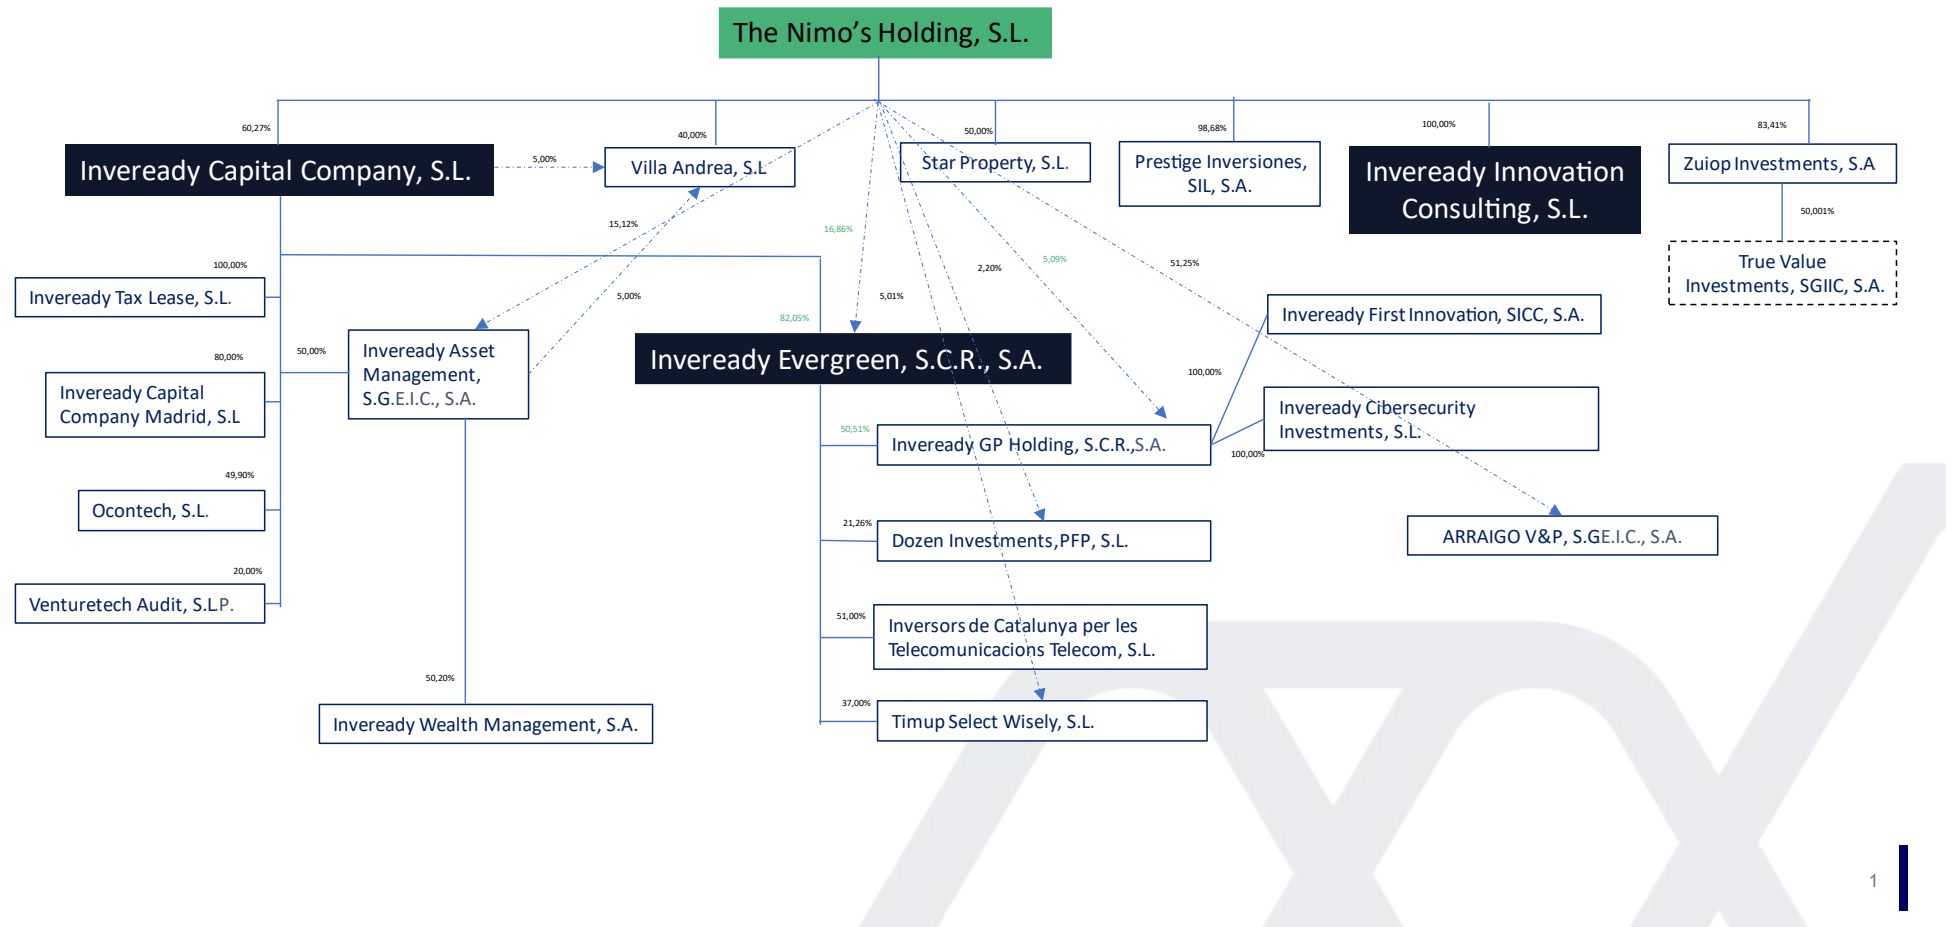 The Nimo’s Holding, S.L.
60,27%
40,00%
50,00%
98,68%
100,00%
83,41%
Inveready Capital Company, S.L.
5,00%
Villa Andrea, S.L
Star Property, S.L.
Prestige Inversiones,
SIL, S.A.
Inveready Innovation
Consulting, S.L.
Zuiop Investments, S.A
15,12%
16,86%
50,001%
5,09%
2,20%
51,25%
True Value
Investments, SGIIC, S.A.
100,00%
Inveready Tax Lease, S.L.
5,00%
5,01%
82,05%
Inveready First Innovation, SICC, S.A.
80,00%
50,00%
Inveready Asset
Management,
S.G.E.I.C., S.A.
Inveready Evergreen, S.C.R., S.A.
100,00%
Inveready Capital
Company Madrid, S.L
Inveready Cibersecurity
Investments, S.L.
50,51%
Inveready GP Holding, S.C.R.,S.A.
100,00%
49,90%
Ocontech, S.L.
21,26%
Dozen Investments,PFP, S.L.
ARRAIGO V&P, S.GE.I.C., S.A.
20,00%
Venturetech Audit, S.L.P.
51,00%
Inversors de Catalunya per les
Telecomunicacions Telecom, S.L.
50,20%
Inveready Wealth Management, S.A.
37,00%
Timup Select Wisely, S.L.
1